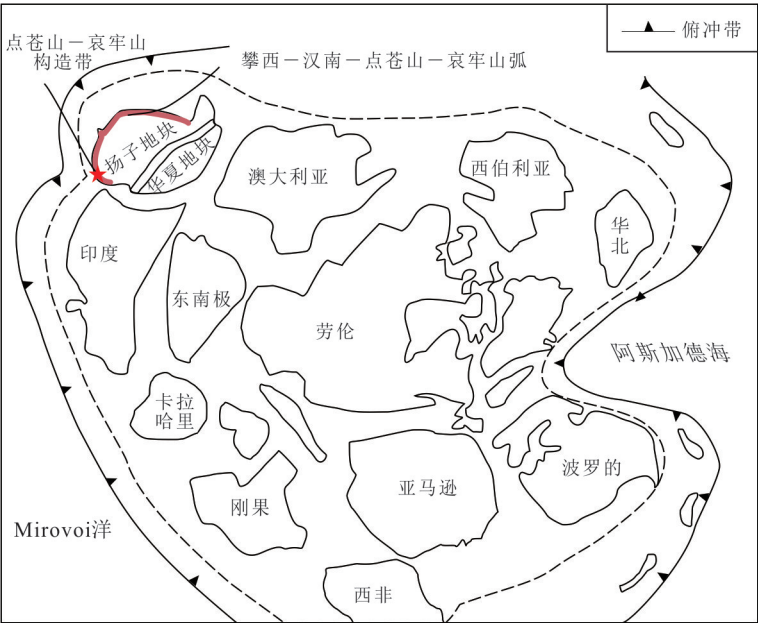 点苍山－哀牢山
构造带
攀西－汉南－点苍山－哀牢山弧
俯冲带
扬子地块
华夏地块
澳大利亚
西伯利亚
华
北
印度
东南极
劳伦
阿斯加德海
卡拉
哈里
刚果
亚马逊
波罗的
Mirovoi洋
西非